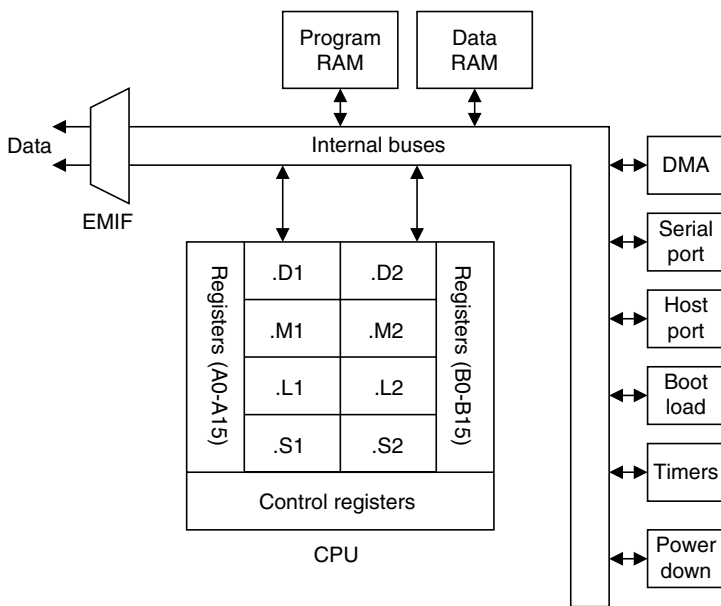 Program
RAM
Data
RAM
Data
Internal buses
EMIF
DMA
Serial
port
Host
port
Boot
load
Timers
Power
down
Registers (A0-A15)
.D1
.D2
.M1
.M2
.L1
.L2
.S1
.S2
Registers (B0-B15)
Control registers
CPU